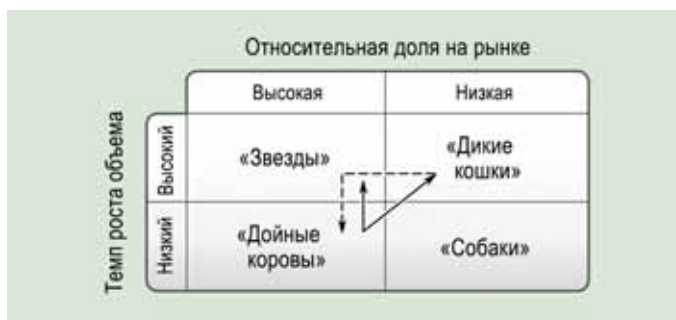 Относительная доля на рынке
Высокая
Низкая
Темп роста объема
Высокий
«Звезды»
«Дикие
кошки»
Низкий
«Дойные
коровы»
«Собаки»